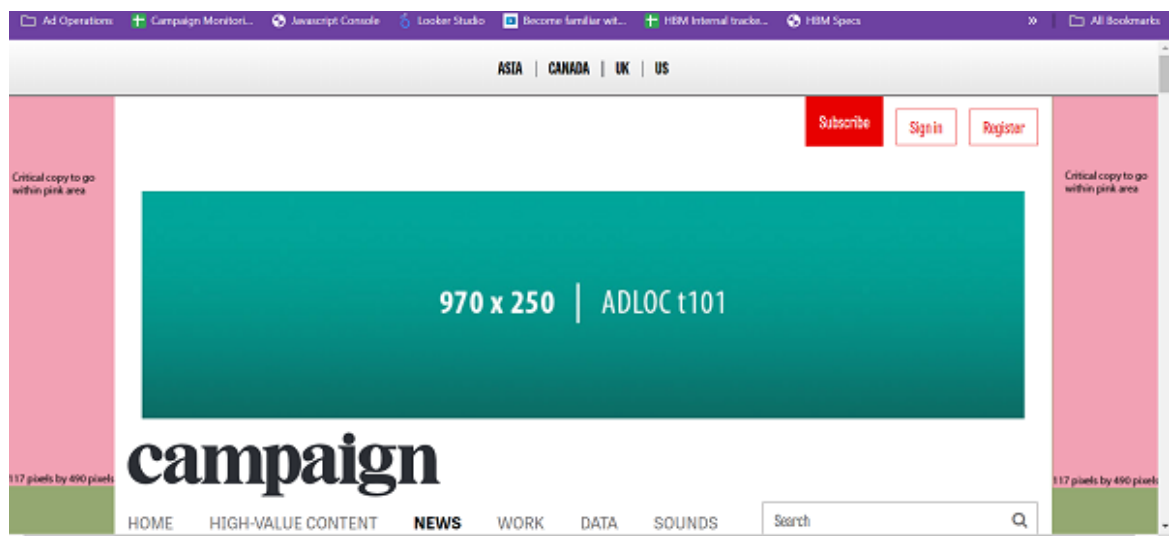 Ad Operations Campaign Monitori... Javascript Console Looker Studio Become familiar wit... HBM Internal tracke... HBM Specs » All Bookmarks
ASIA | CANADA | UK | US
Subscribe Sign in Register
Critical copy to go
within pink area
Critical copy to go
within pink area
970 x 250 | ADLOC t101
campaign
117 pixels by 490 pixels
117 pixels by 490 pixels
HOME HIGH-VALUE CONTENT NEWS WORK DATA SOUNDS Search